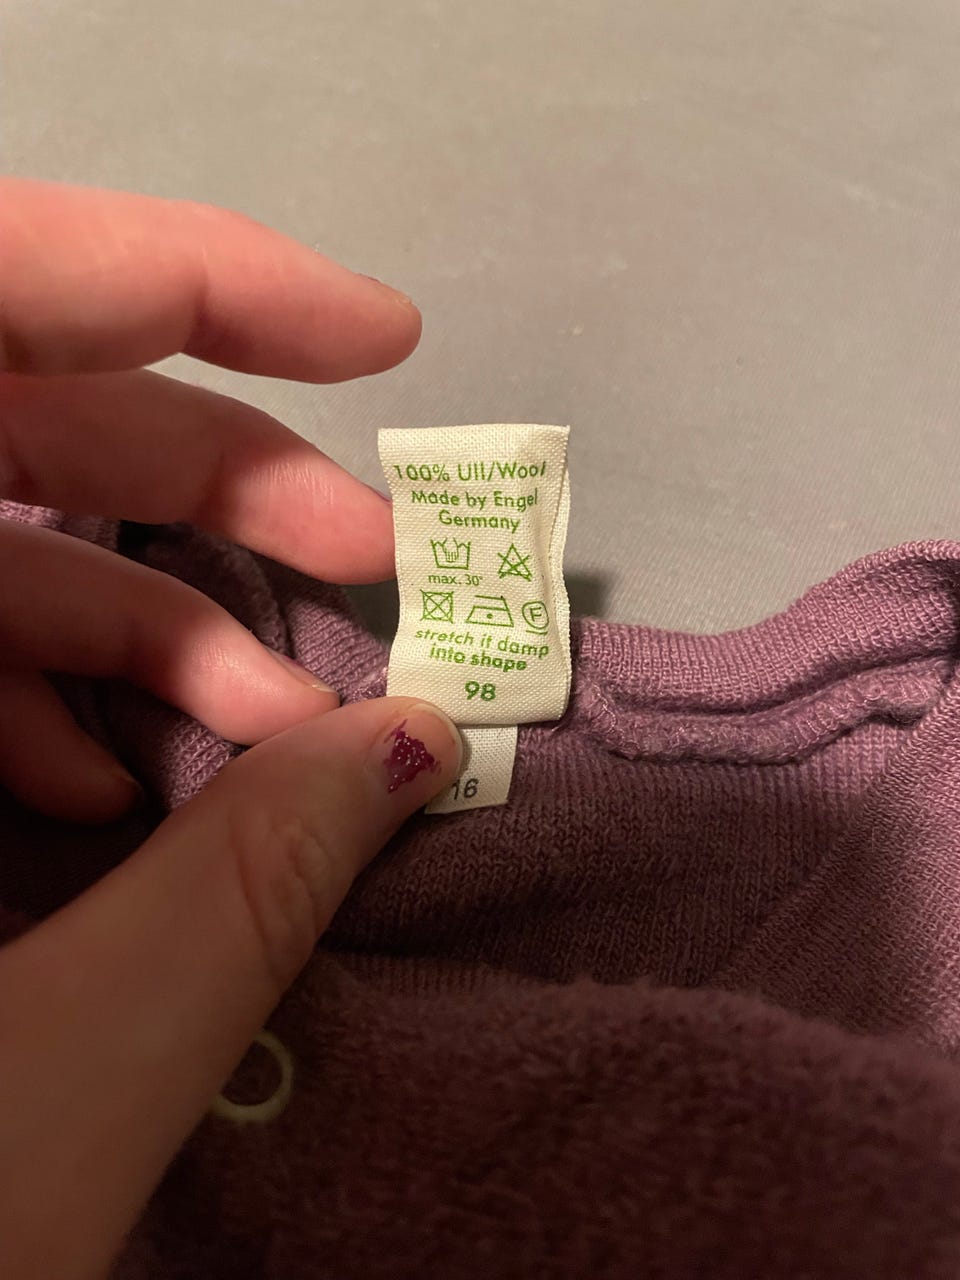 100% Ull/Wool
Made by Engel
Germany
max. 30°
F
stretch it damp
into shape
98
16